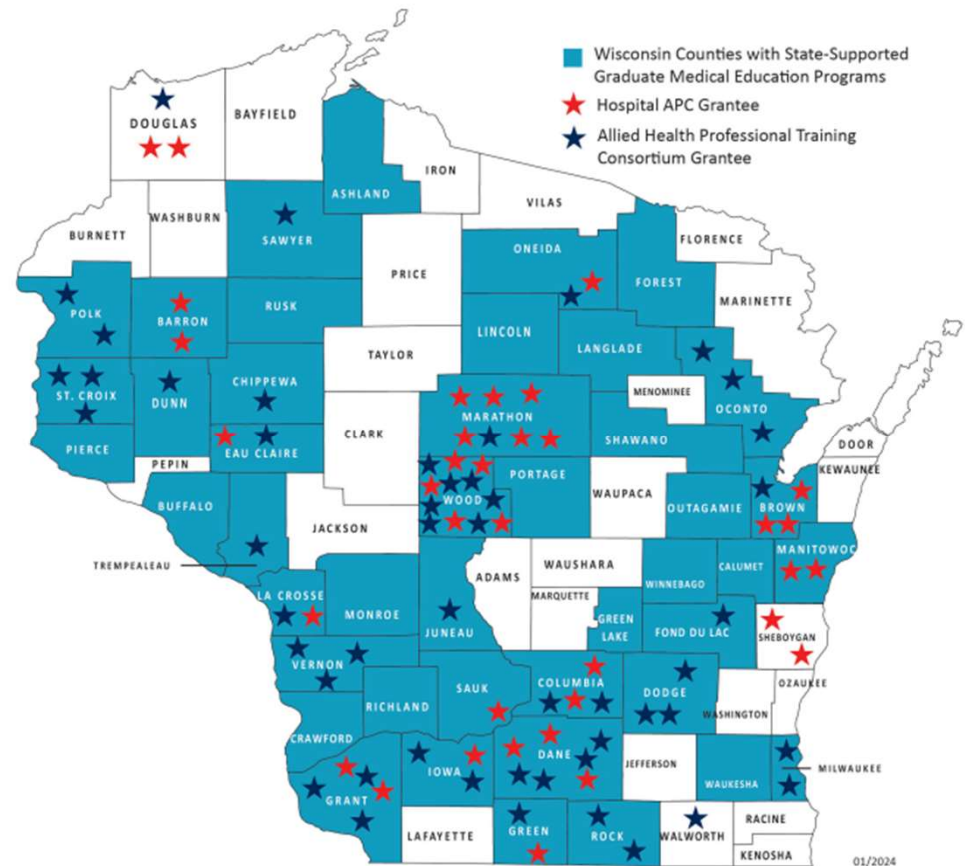 Wisconsin Counties with State-Supported
Graduate Medical Education Programs
Hospital APC Grantee
Allied Health Professional Training
Consortium Grantee
DOUGLAS
BAYFIELD
ASHLAND
IRON
VILAS
WASHBURN
BURNETT
SAWYER
ONEIDA
FLORENCE
PRICE
FOREST
MARINETTE
POLK
BARRON
RUSK
LINCOLN
LANGLADE
TAYLOR
CHIPPEWA
MENOMINEE
ST. CROIX
DUNN
OCONTO
MARATHON
CLARK
SHAWANO
DOOR
PIERCE
EAU CLAIRE
PEPIN
KEWAUNEE
PORTAGE
WOOD
WAUPACA
OUTAGAMIE
BROWN
BUFFALO
JACKSON
TREMPEALEAU
MANITOWOC
ADAMS
WAUSHARA
CALUMET
WINNEBAGO
MARQUETTE
LA CROSSE
MONROE
JUNEAU
GREEN
LAKE
FOND DU LAC
SHEBOYGAN
VERNON
COLUMBIA
DODGE
OZAUKEE
SAUK
RICHLAND
WASHINGTON
CRAWFORD
DANE
IOWA
JEFFERSON
WAUKESHA
MILWAUKEE
GRANT
LAFAYETTE
GREEN
ROCK
WALWORTH
RACINE
KENOSHA
01/2024